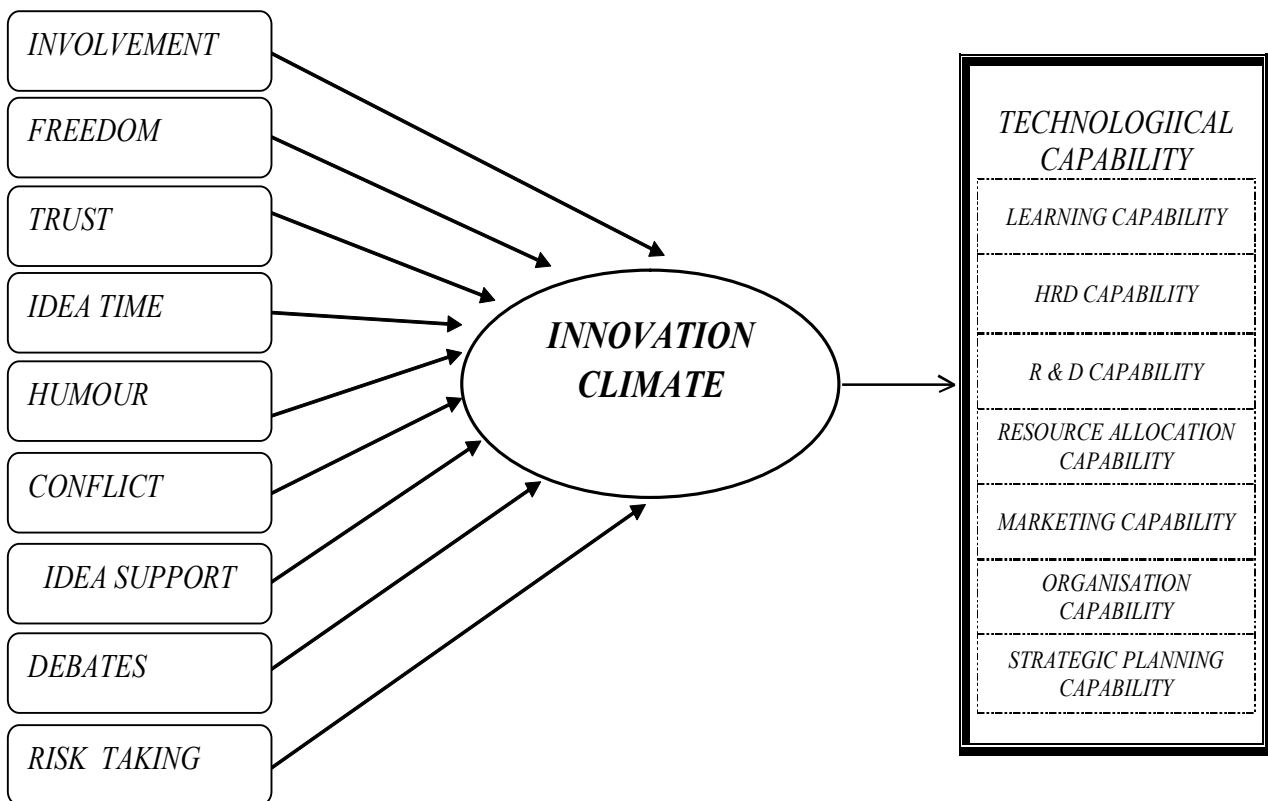 INVOLVEMENT
FREEDOM
TRUST
IDEA TIME
HUMOUR
CONFLICT
IDEA SUPPORT
DEBATES
RISK TAKING
INNOVATION
CLIMATE
TECHNOLOGIICAL
CAPABILITY
LEARNING CAPABILITY
HRD CAPABILITY
R & D CAPABILITY
RESOURCE ALLOCATION
CAPABILITY
MARKETING CAPABILITY
ORGANISATION
CAPABILITY
STRATEGIC PLANNING
CAPABILITY